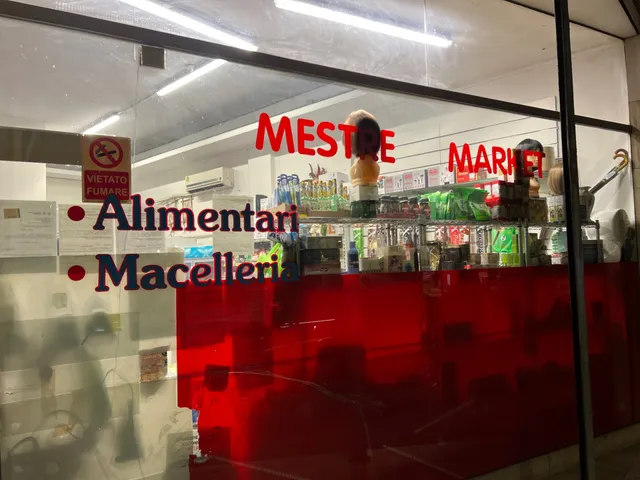 MESTRE MARKET
VIETATO
FUMARE
• Alimentari
• Macelleria